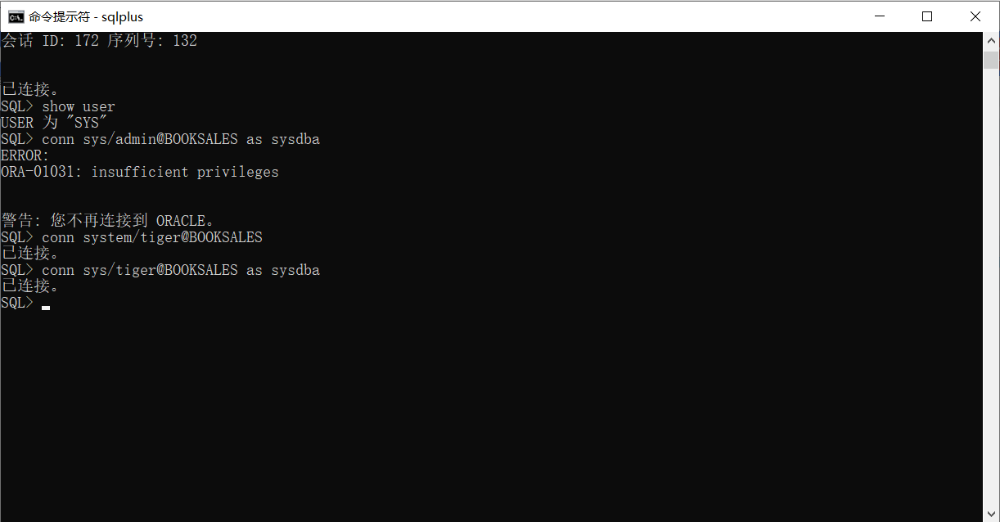 命令提示符 - sqlplus
会话 ID: 172 序列号: 132
已连接。
SQL> show user
USER 为 "SYS"
SQL> conn sys/admin@BOOKSALES as sysdba
ERROR:
ORA-01031: insufficient privileges
警告: 您不再连接到 ORACLE。
SQL> conn system/tiger@BOOKSALES
已连接。
SQL> conn sys/tiger@BOOKSALES as sysdba
已连接。
SQL>